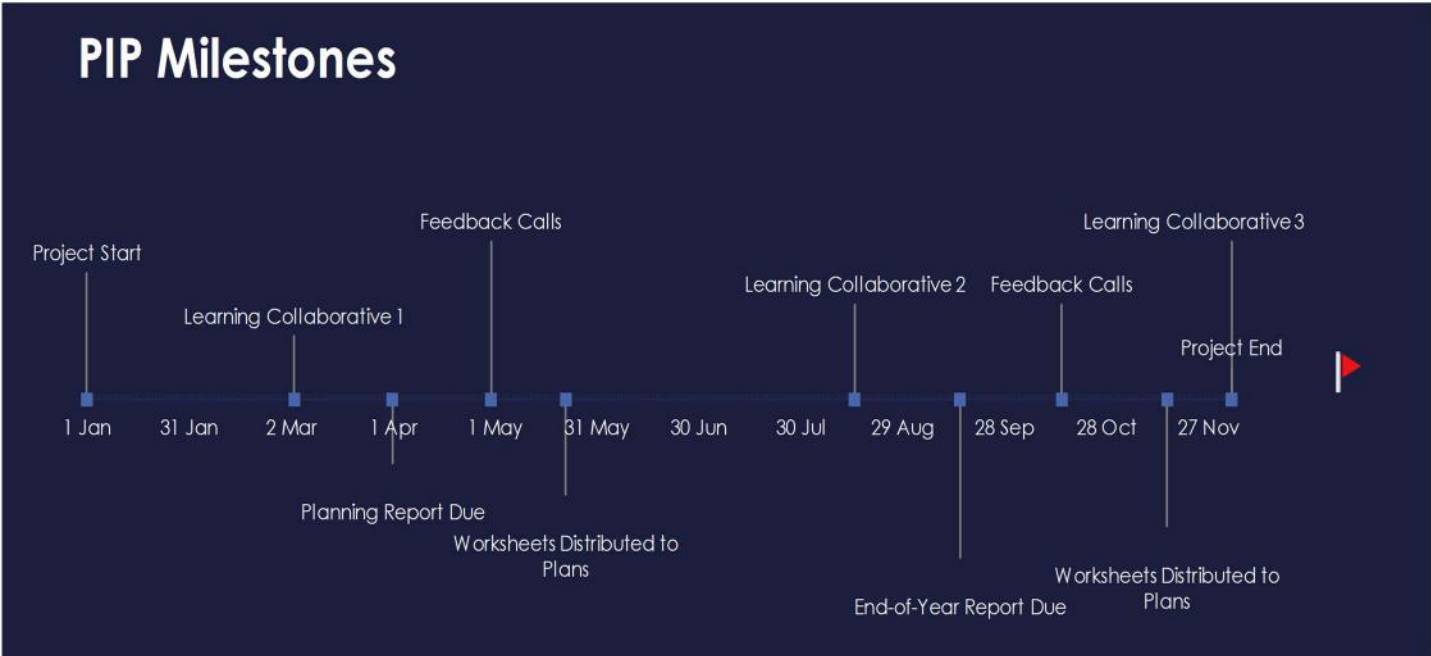 PIP Milestones
Feedback Calls
Learning Collaborative 3
Project Start
Learning Collaborative 2
Feedback Calls
Learning Collaborative 1
Project End
1 Jan
31 Jan
2 Mar
1 Apr
1 May
31 May
30 Jun
30 Jul
29 Aug
28 Sep
28 Oct
27 Nov
Planning Report Due
Worksheets Distributed to
Plans
Worksheets Distributed to
Plans
End-of-Year Report Due